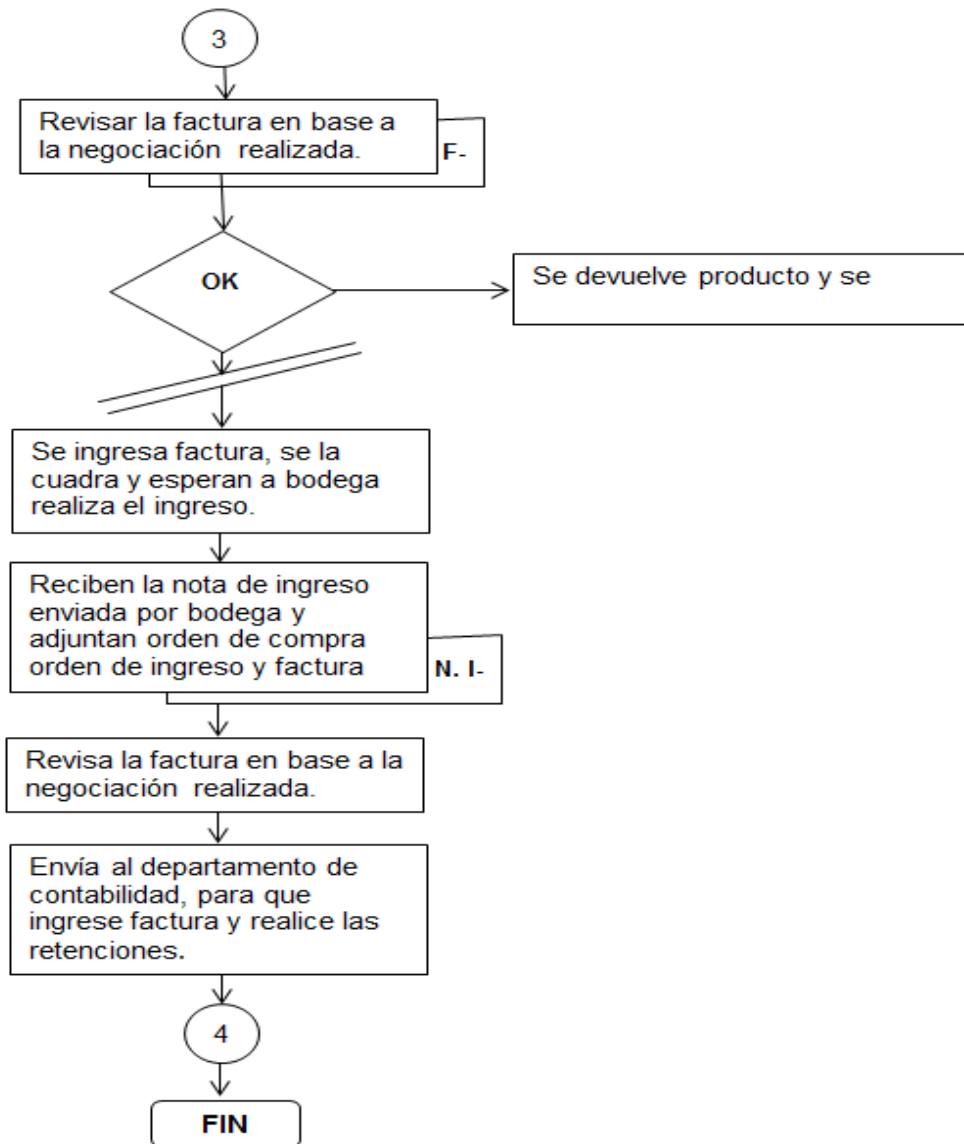 3
Revisar la factura en base a
la negociación realizada.
F-
OK
Se devuelve producto y se
Se ingresa factura, se la
cuadra y esperan a bodega
realiza el ingreso.
Reciben la nota de ingreso
enviada por bodega y
adjuntan orden de compra
orden de ingreso y factura
N. I-
Revisa la factura en base a la
negociación realizada.
Envía al departamento de
contabilidad, para que
ingrese factura y realice las
retenciones.
4
FIN